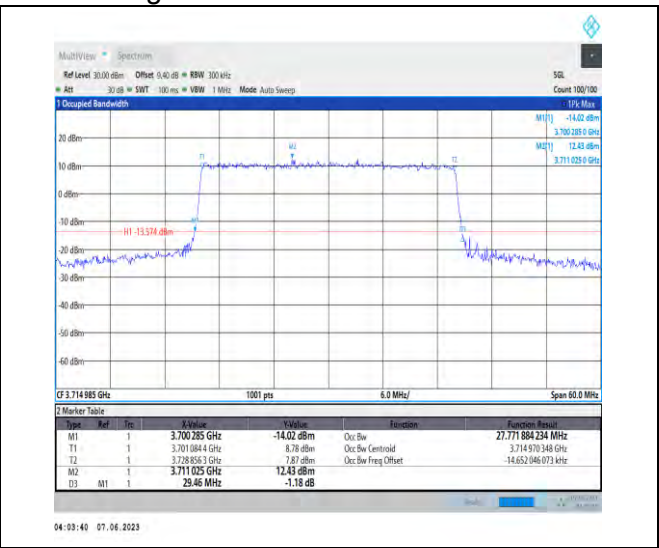 MultiView Spectrum
Ref Level 30.00 dBm Offset 9.40 dB RBW 300 kHz SGL
Att 30 dB SWT 100 ms VBW 1 MHz Mode Auto Sweep Count 100/100
1 Occupied Bandwidth 1Pk Max
M1[1] -14.02 dBm
3.700 285 0 GHz
M2[1] 12.43 dBm
3.711 025 0 GHz
20 dBm
M2
T1 T2
10 dBm
0 dBm
-10 dBm
H1 -13.374 dBm
-20 dBm
-30 dBm
-40 dBm
-50 dBm
-60 dBm
CF 3.714 985 GHz 1001 pts 6.0 MHz/ Span 60.0 MHz
2 Marker Table
Type Ref Trc X-Value Y-Value Function Function Result
M1 1 3.700 285 GHz -14.02 dBm Occ Bw 27.771 884 234 MHz
T1 1 3.701 084 4 GHz 8.78 dBm Occ Bw Centroid 3.714 970 348 GHz
T2 1 3.728 856 3 GHz 7.87 dBm Occ Bw Freq Offset -14.652 046 073 kHz
M2 1 3.711 025 GHz 12.43 dBm
D3 M1 1 29.46 MHz -1.18 dB
04:03:40 07.06.2023